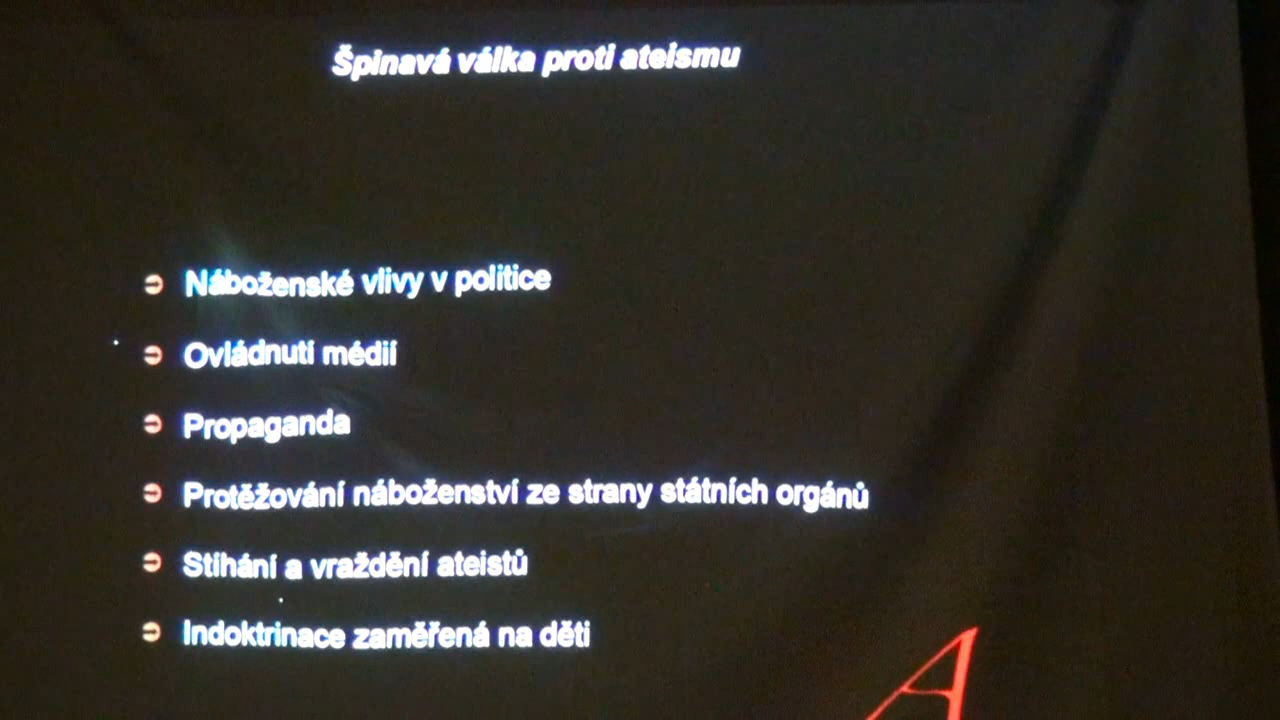 Špinavá válka proti ateismu
Náboženské vlivy v politice
Ovládnutí médií
Propaganda
Protěžování náboženství ze strany státních orgánů
Stíhání a vraždění ateistů
Indoktrinace zaměřená na děti
A